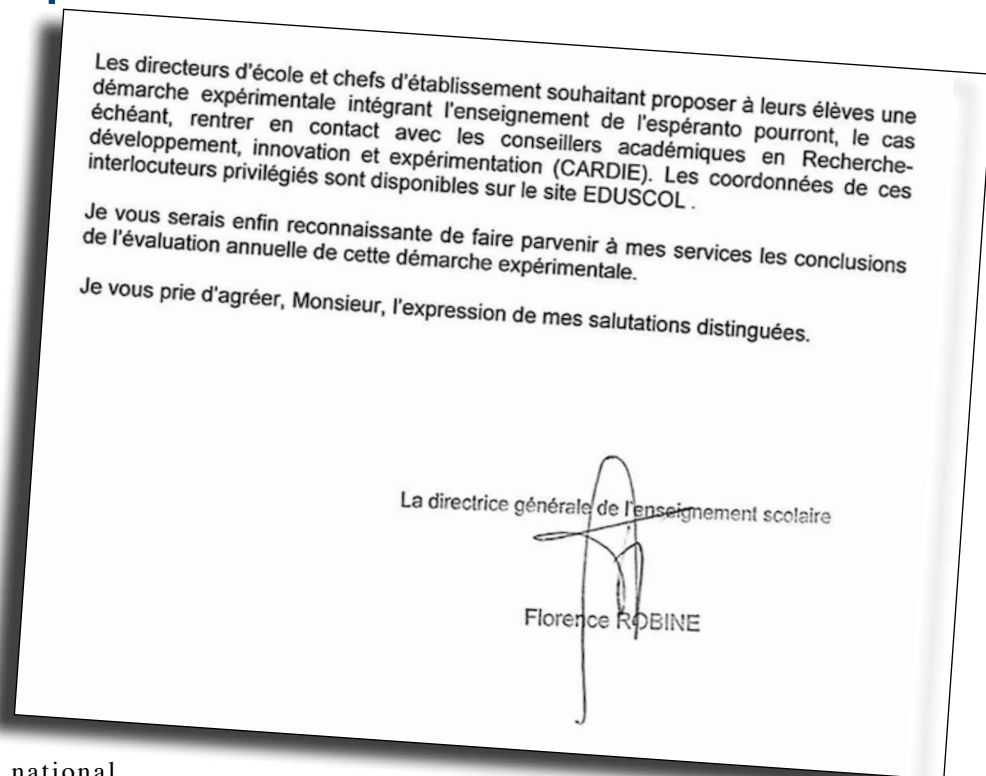 Les directeurs d'école et chefs d'établissement souhaitant proposer à leurs élèves une
démarche expérimentale intégrant l'enseignement de l'espéranto pourront, le cas
échéant, rentrer en contact avec les conseillers académiques en Recherche-
développement, innovation et expérimentation (CARDIE). Les coordonnées de ces
interlocuteurs privilégiés sont disponibles sur le site EDUSCOL .
Je vous serais enfin reconnaissante de faire parvenir à mes services les conclusions
de l'évaluation annuelle de cette démarche expérimentale.
Je vous prie d'agréer, Monsieur, l'expression de mes salutations distinguées.
La directrice générale de l'enseignement scolaire
Florence ROBINE
national